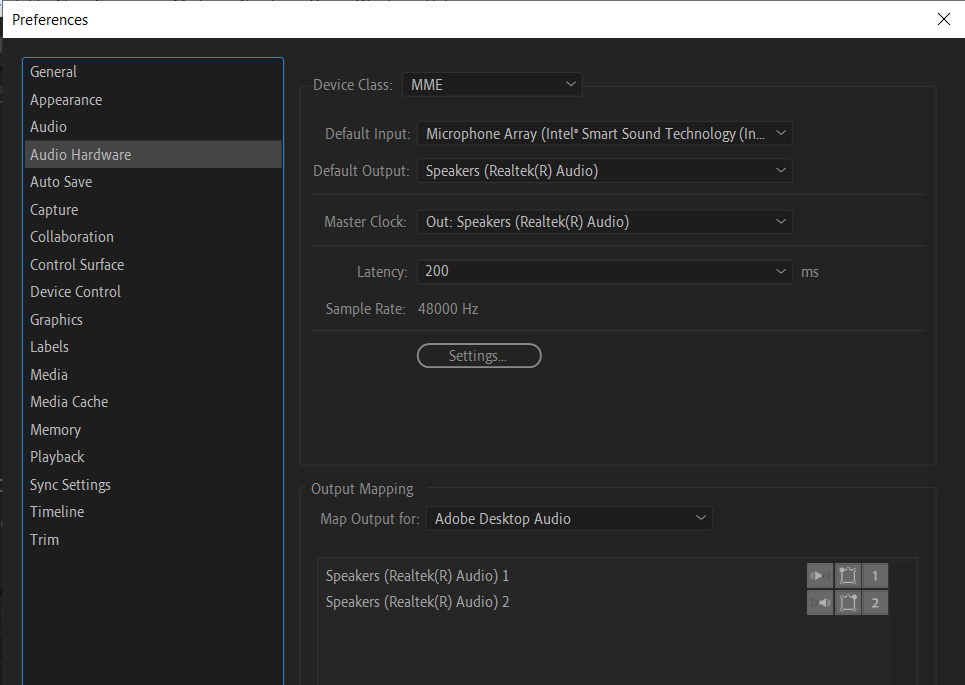 Preferences
General
Appearance
Audio
Audio Hardware
Auto Save
Capture
Collaboration
Control Surface
Device Control
Graphics
Labels
Media
Media Cache
Memory
Playback
Sync Settings
Timeline
Trim
Device Class: MME
Default Input: Microphone Array (Intel® Smart Sound Technology (In...
Default Output: Speakers (Realtek(R) Audio)
Master Clock: Out: Speakers (Realtek(R) Audio)
Latency: 200 ms
Sample Rate: 48000 Hz
Settings...
Output Mapping
Map Output for: Adobe Desktop Audio
Speakers (Realtek(R) Audio) 1 1
Speakers (Realtek(R) Audio) 2 2